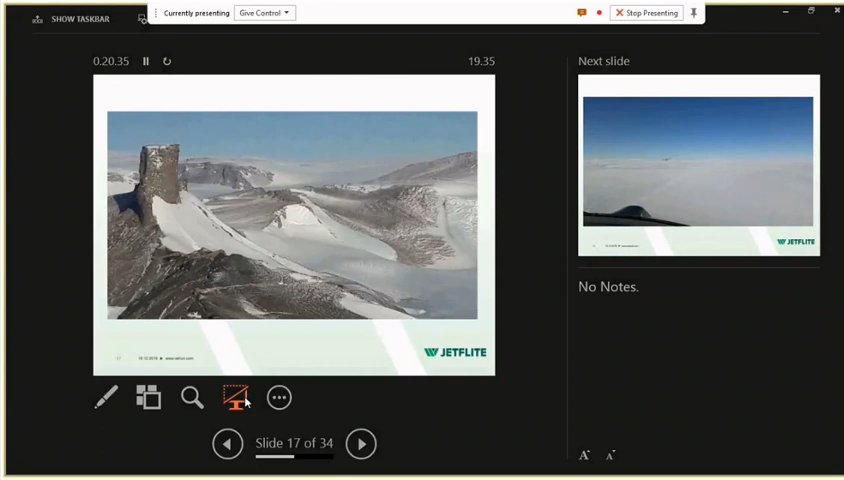 SHOW TASKBAR
Currently presenting
Give Control
Stop Presenting
0.20.35
19.35
Next slide
JETFLITE
JETFLITE
No Notes.
Slide 17 of 34
A A